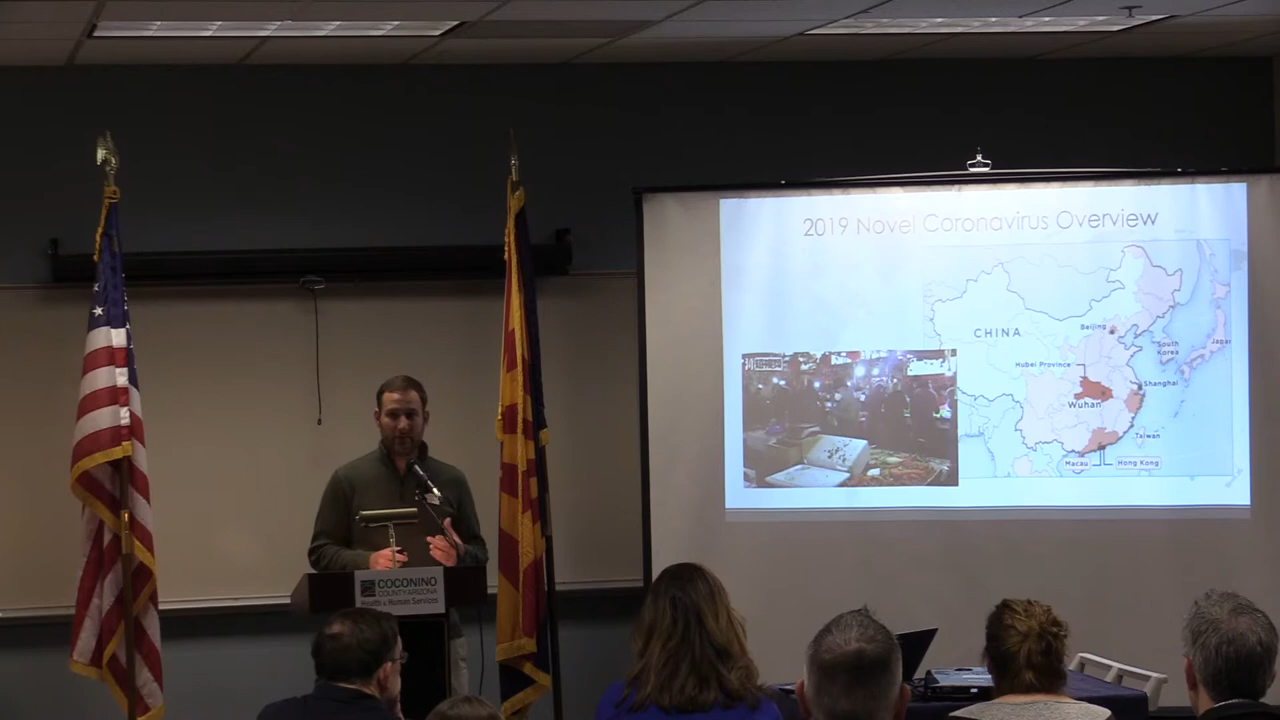 2019 Novel Coronavirus Overview
CHINA
Beijing
South
Korea
Japan
Hubei Province
Shanghai
Wuhan
Taiwan
Macau
Hong Kong
COCONINO
COUNTY ARIZONA
Health & Human Services